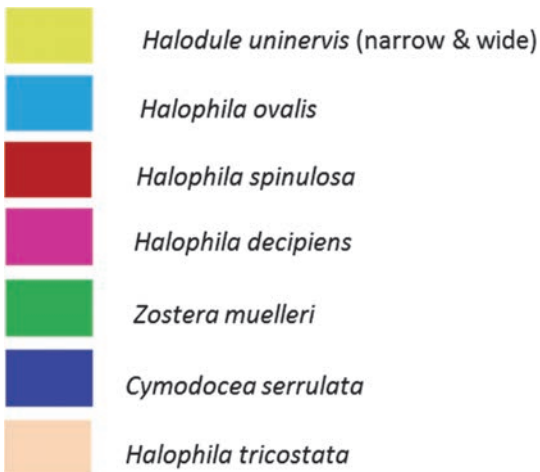 Halodule uninervis (narrow & wide)
Halophila ovalis
Halophila spinulosa
Halophila decipiens
Zostera muelleri
Cymodocea serrulata
Halophila tricostata